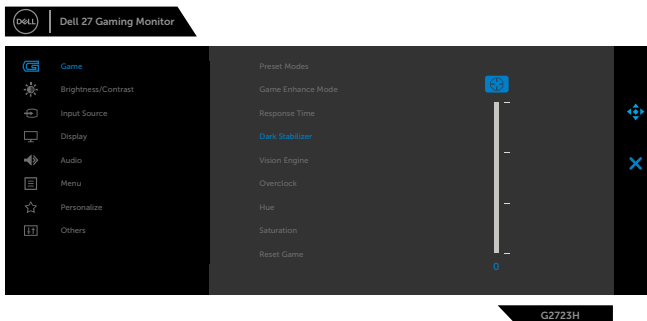 DELL
Dell 27 Gaming Monitor
Game
Brightness/Contrast
Input Source
Display
Audio
Menu
Personalize
Others
Preset Modes
Game Enhance Mode
Response Time
Dark Stabilizer
Vision Engine
Overclock
Hue
Saturation
Reset Game
0
G2723H